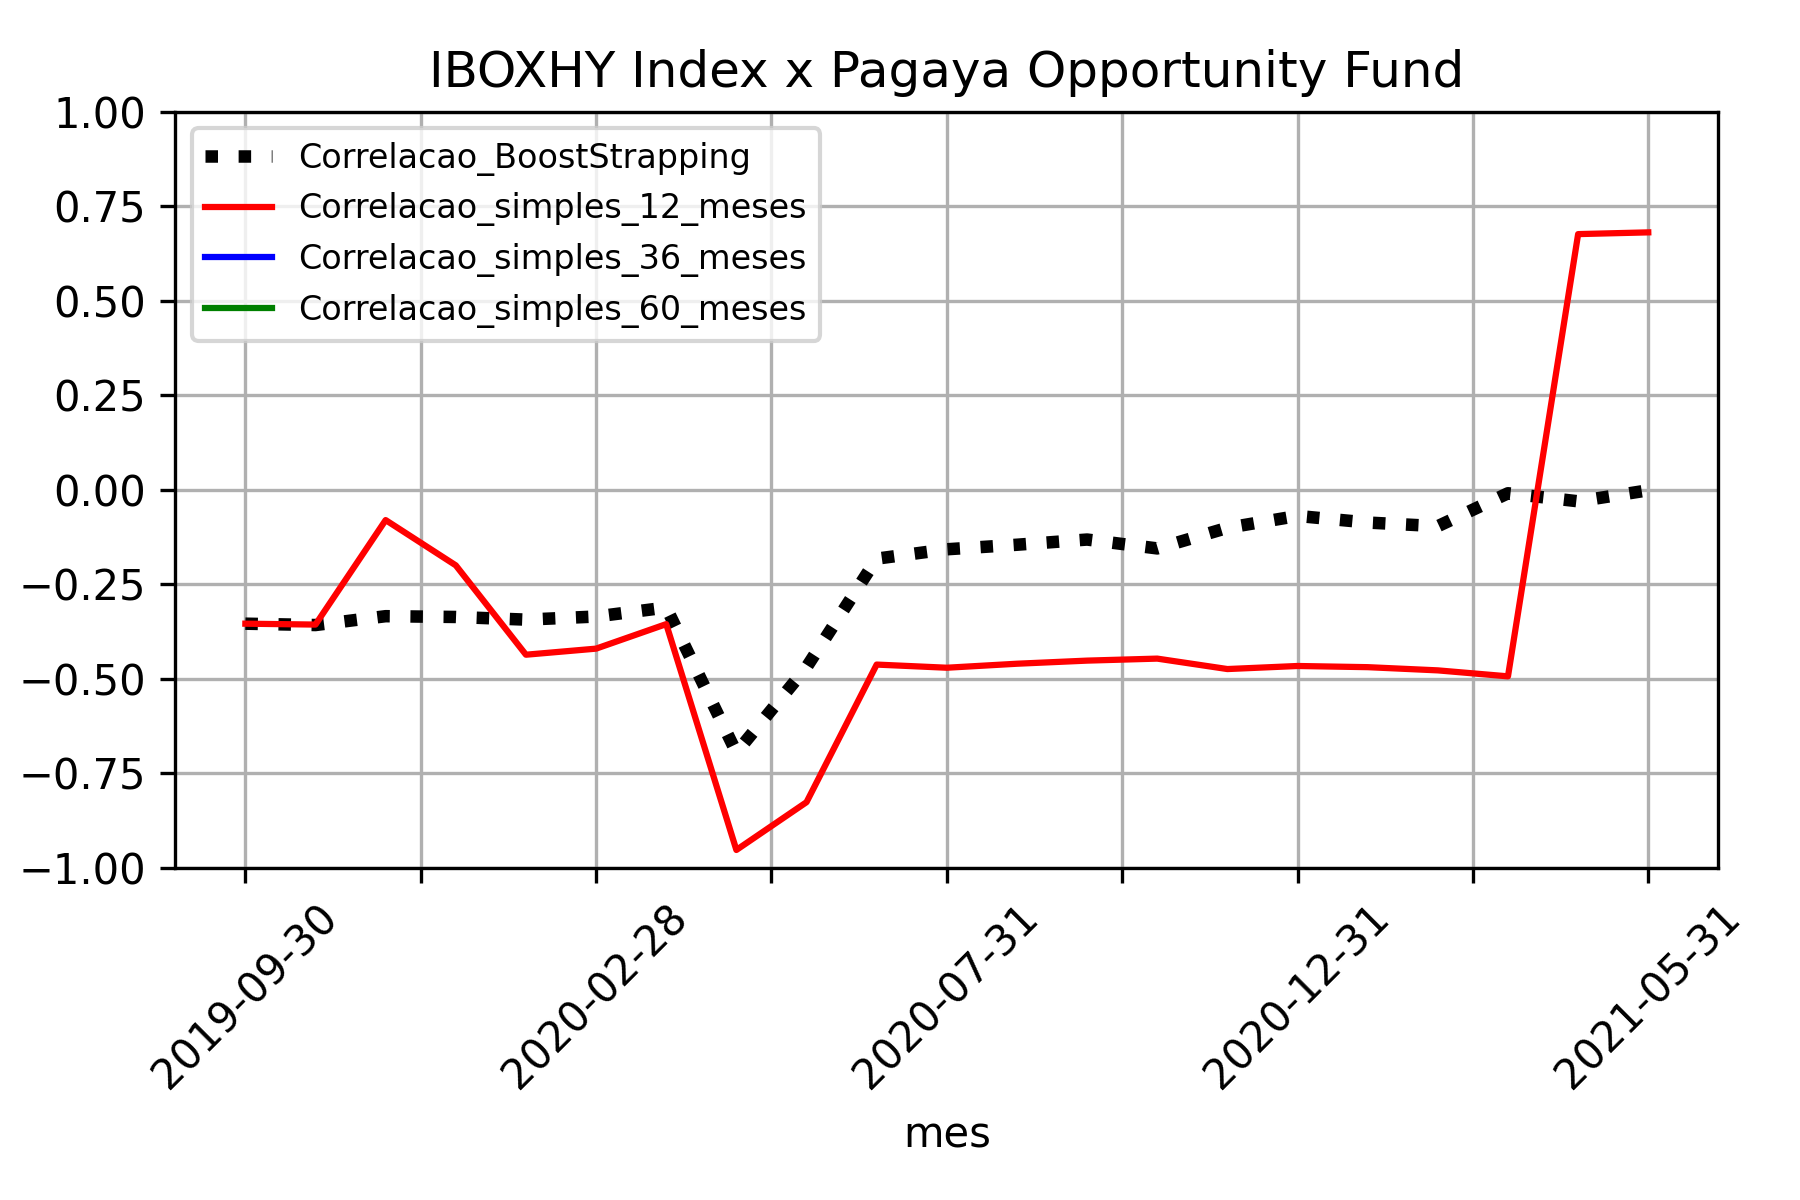 IBOXHY Index x Pagaya Opportunity Fund
1.00
0.75
0.50
0.25
0.00
−0.25
−0.50
−0.75
−1.00
Correlacao_BoostStrapping
Correlacao_simples_12_meses
Correlacao_simples_36_meses
Correlacao_simples_60_meses
2019-09-30
2020-02-28
2020-07-31
2020-12-31
2021-05-31
mes